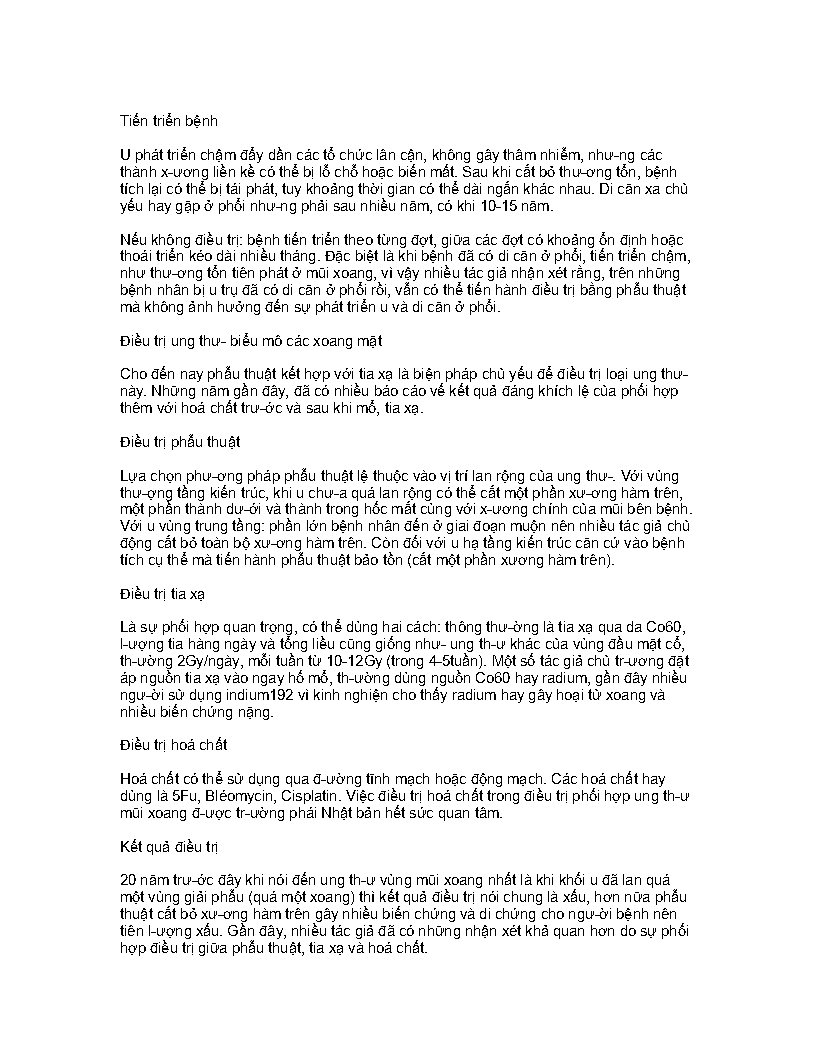 Tiến triển bệnh
U phát triển chậm đẩy dần các tổ chức lân cận, không gây thâm nhiễm, như-ng các
thành x-ương liền kề có thể bị lỗ chỗ hoặc biến mất. Sau khi cắt bỏ thư-ơng tổn, bệnh
tích lại có thể bị tái phát, tuy khoảng thời gian có thể dài ngắn khác nhau. Di căn xa chủ
yếu hay gặp ở phổi như-ng phải sau nhiều năm, có khi 10-15 năm.
Nếu không điều trị: bệnh tiến triển theo từng đợt, giữa các đợt có khoảng ổn định hoặc
thoái triển kéo dài nhiều tháng. Đặc biệt là khi bệnh đã có di căn ở phổi, tiến triển chậm,
như thư-ơng tổn tiên phát ở mũi xoang, vì vậy nhiều tác giả nhận xét rằng, trên những
bệnh nhân bị u trụ đã có di căn ở phổi rồi, vẫn có thể tiến hành điều trị bằng phẫu thuật
mà không ảnh hưởng đến sự phát triển u và di căn ở phổi.
Điều trị ung thư- biểu mô các xoang mặt
Cho đến nay phẫu thuật kết hợp với tia xạ là biện pháp chủ yếu để điều trị loại ung thư-
này. Những năm gần đây, đã có nhiều báo cáo về kết quả đáng khích lệ của phối hợp
thêm với hoá chất trư-ớc và sau khi mổ, tia xạ.
Điều trị phẫu thuật
Lựa chọn phư-ơng pháp phẫu thuật lệ thuộc vào vị trí lan rộng của ung thư-. Với vùng
thư-ợng tầng kiến trúc, khi u chư-a quá lan rộng có thể cắt một phần xư-ơng hàm trên,
một phần thành dư-ới và thành trong hốc mắt cùng với x-ương chính của mũi bên bệnh.
Với u vùng trung tầng: phần lớn bệnh nhân đến ở giai đoạn muộn nên nhiều tác giả chủ
động cắt bỏ toàn bộ xư-ơng hàm trên. Còn đối với u hạ tầng kiến trúc căn cứ vào bệnh
tích cụ thể mà tiến hành phẫu thuật bảo tồn (cắt một phần xương hàm trên).
Điều trị tia xạ
Là sự phối hợp quan trọng, có thể dùng hai cách: thông thư-ờng là tia xạ qua da Co60,
l-ượng tia hàng ngày và tổng liều cũng giống như- ung th-ư khác của vùng đầu mặt cổ,
th-ường 2Gy/ngày, mỗi tuần từ 10-12Gy (trong 4-5tuần). Một số tác giả chủ tr-ương đặt
áp nguồn tia xạ vào ngay hố mổ, th-ường dùng nguồn Co60 hay radium, gần đây nhiều
ngư-ời sử dụng indium192 vì kinh nghiện cho thấy radium hay gây hoại tử xoang và
nhiều biến chứng nặng.
Điều trị hoá chất
Hoá chất có thể sử dụng qua đ-ường tĩnh mạch hoặc động mạch. Các hoá chất hay
dùng là 5Fu, Bléomycin, Cisplatin. Việc điều trị hoá chất trong điều trị phối hợp ung th-ư
mũi xoang đ-ược tr-ường phái Nhật bản hết sức quan tâm.
Kết quả điều trị
20 năm trư-ớc đây khi nói đến ung th-ư vùng mũi xoang nhất là khi khối u đã lan quá
một vùng giải phẫu (quá một xoang) thì kết quả điều trị nói chung là xấu, hơn nữa phẫu
thuật cắt bỏ xư-ơng hàm trên gây nhiều biến chứng và di chứng cho ngư-ời bệnh nên
tiên l-ượng xấu. Gần đây, nhiều tác giả đã có những nhận xét khả quan hơn do sự phối
hợp điều trị giữa phẫu thuật, tia xạ và hoá chất.